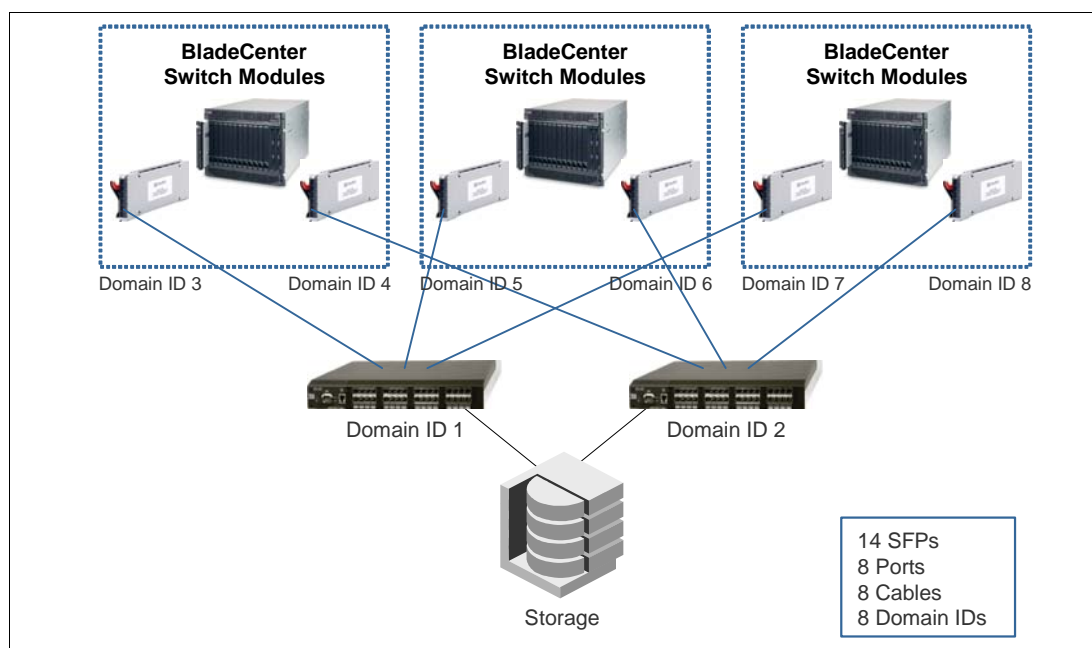 BladeCenter
Switch Modules
BladeCenter
Switch Modules
BladeCenter
Switch Modules
Domain ID 3
Domain ID 4
Domain ID 5
Domain ID 6
Domain ID 7
Domain ID 8
Domain ID 1
Domain ID 2
Storage
14 SFPs
8 Ports
8 Cables
8 Domain IDs